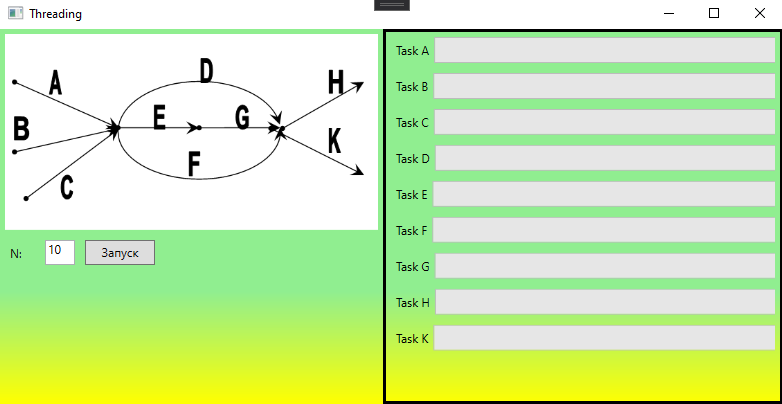 Threading
D
A
H
E
G
B
K
F
C
N:
10
Запуск
Task A
Task B
Task C
Task D
Task E
Task F
Task G
Task H
Task K